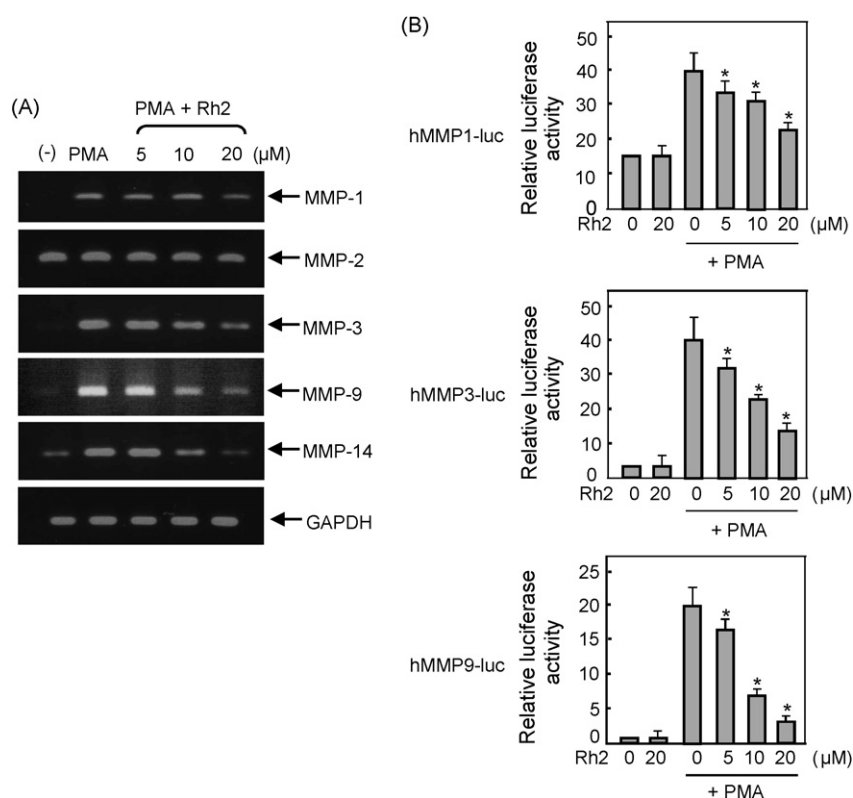 (A)
PMA + Rh2
(-) PMA 5 10 20 (μM)
MMP-1
MMP-2
MMP-3
MMP-9
MMP-14
GAPDH
(B)
hMMP1-luc
Relative luciferase
activity
50
40
30
20
10
0
* * *
Rh2 0 20 0 5 10 20 (μM)
+ PMA
hMMP3-luc
Relative luciferase
activity
50
40
30
20
10
0
* * *
Rh2 0 20 0 5 10 20 (μM)
+ PMA
hMMP9-luc
Relative luciferase
activity
25
20
15
10
5
0
* * *
Rh2 0 20 0 5 10 20 (μM)
+ PMA